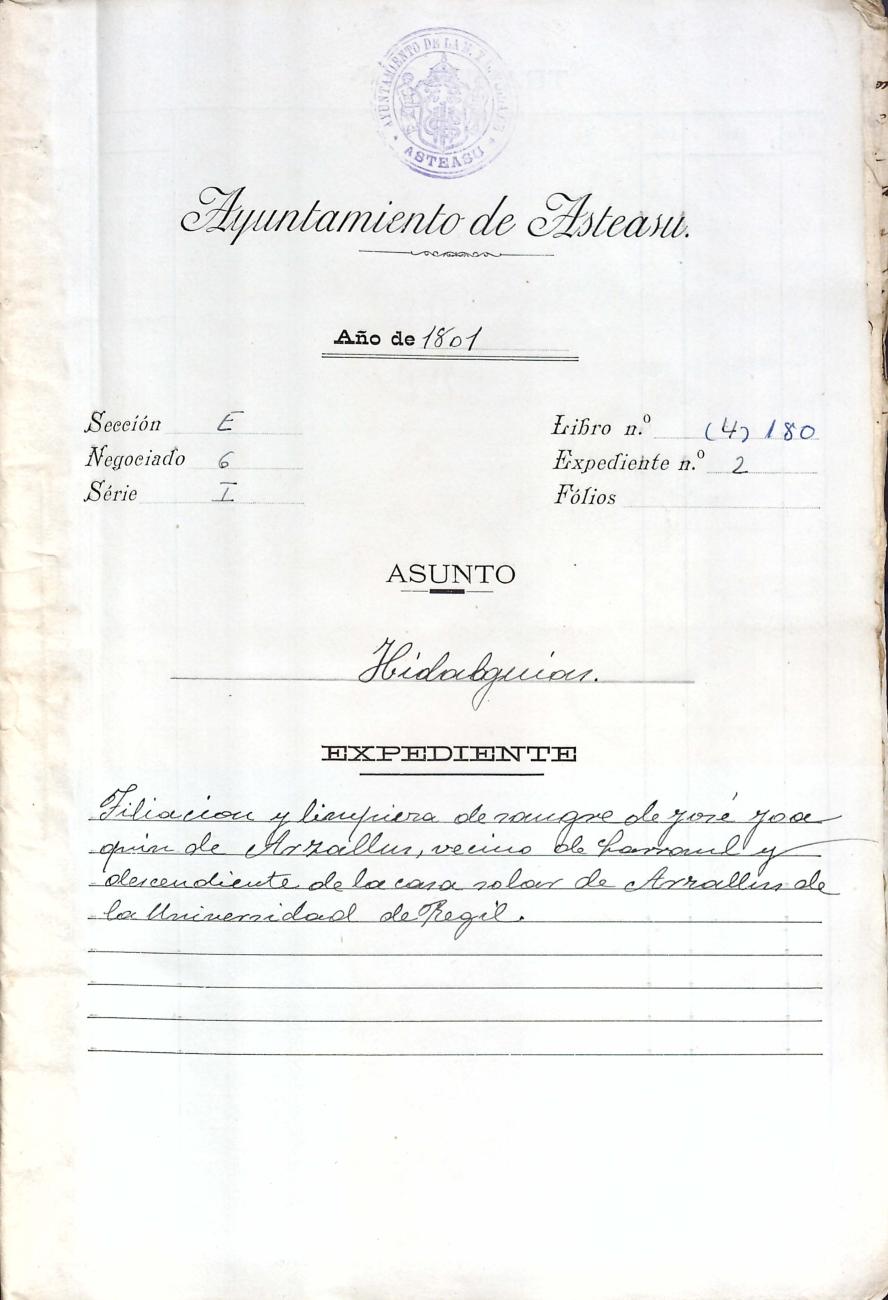 AYUNTAMIENTO DE LA N. Y L.
ASTEASU
Ayuntamiento de Asteasu.
Año de 1801
Sección E
Negociado 6
Série I
Libro n.º (4) 180
Expediente n.º 2
Fólios
ASUNTO
Hidalguias.
EXPEDIENTE
Filiacion y limpieza de sangre de José Joa
quin de Arzallus, vecino de Larraul y
descendiente de la casa solar de Arzallus de
la Universidad de Regil.